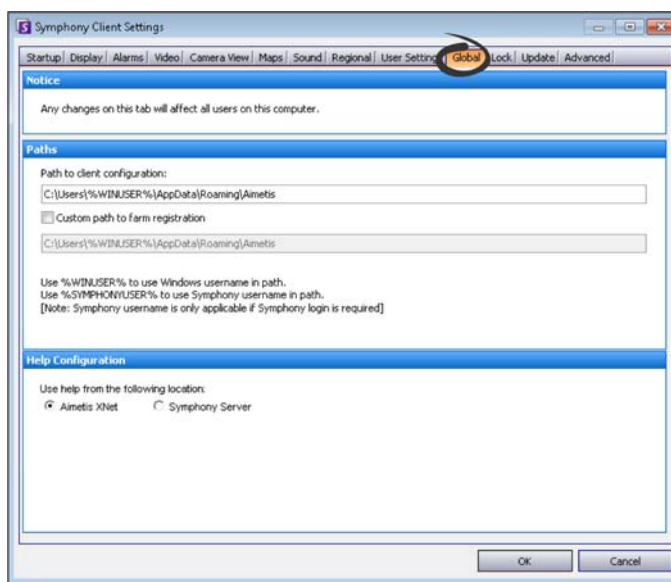 Symphony Client Settings
Startup Display Alarms Video Camera View Maps Sound Regional User Setting Global Lock Update Advanced
Notice
Any changes on this tab will affect all users on this computer.
Paths
Path to client configuration:
C:\Users\%WINUSER%\AppData\Roaming\Aimetis
Custom path to farm registration
C:\Users\%WINUSER%\AppData\Roaming\Aimetis
Use %WINUSER% to use Windows username in path.
Use %SYMPHONYUSER% to use Symphony username in path.
[Note: Symphony username is only applicable if Symphony login is required]
Help Configuration
Use help from the following location:
Aimetis XNet Symphony Server
OK Cancel